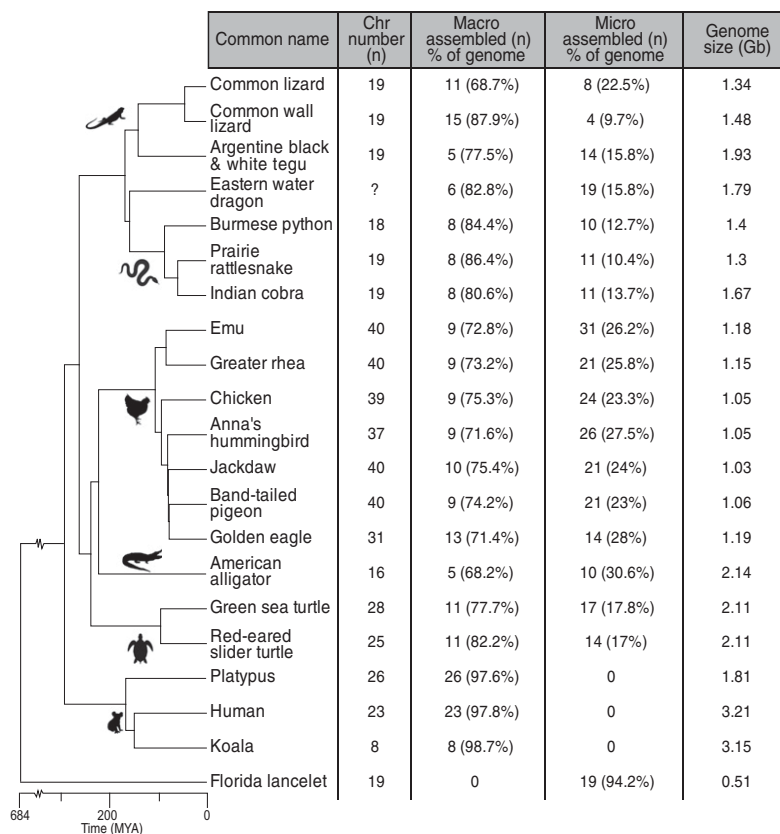 Common name
Chr
number
(n)
Macro
assembled (n)
% of genome
Micro
assembled (n)
% of genome
Genome
size (Gb)
Common lizard 19 11 (68.7%) 8 (22.5%) 1.34
Common wall
lizard 19 15 (87.9%) 4 (9.7%) 1.48
Argentine black
& white tegu 19 5 (77.5%) 14 (15.8%) 1.93
Eastern water
dragon ? 6 (82.8%) 19 (15.8%) 1.79
Burmese python 18 8 (84.4%) 10 (12.7%) 1.4
Prairie
rattlesnake 19 8 (86.4%) 11 (10.4%) 1.3
Indian cobra 19 8 (80.6%) 11 (13.7%) 1.67
Emu 40 9 (72.8%) 31 (26.2%) 1.18
Greater rhea 40 9 (73.2%) 21 (25.8%) 1.15
Chicken 39 9 (75.3%) 24 (23.3%) 1.05
Anna's
hummingbird 37 9 (71.6%) 26 (27.5%) 1.05
Jackdaw 40 10 (75.4%) 21 (24%) 1.03
Band-tailed
pigeon 40 9 (74.2%) 21 (23%) 1.06
Golden eagle 31 13 (71.4%) 14 (28%) 1.19
American
alligator 16 5 (68.2%) 10 (30.6%) 2.14
Green sea turtle 28 11 (77.7%) 17 (17.8%) 2.11
Red-eared
slider turtle 25 11 (82.2%) 14 (17%) 2.11
Platypus 26 26 (97.6%) 0 1.81
Human 23 23 (97.8%) 0 3.21
Koala 8 8 (98.7%) 0 3.15
Florida lancelet 19 0 19 (94.2%) 0.51
684 200 0
Time (MYA)